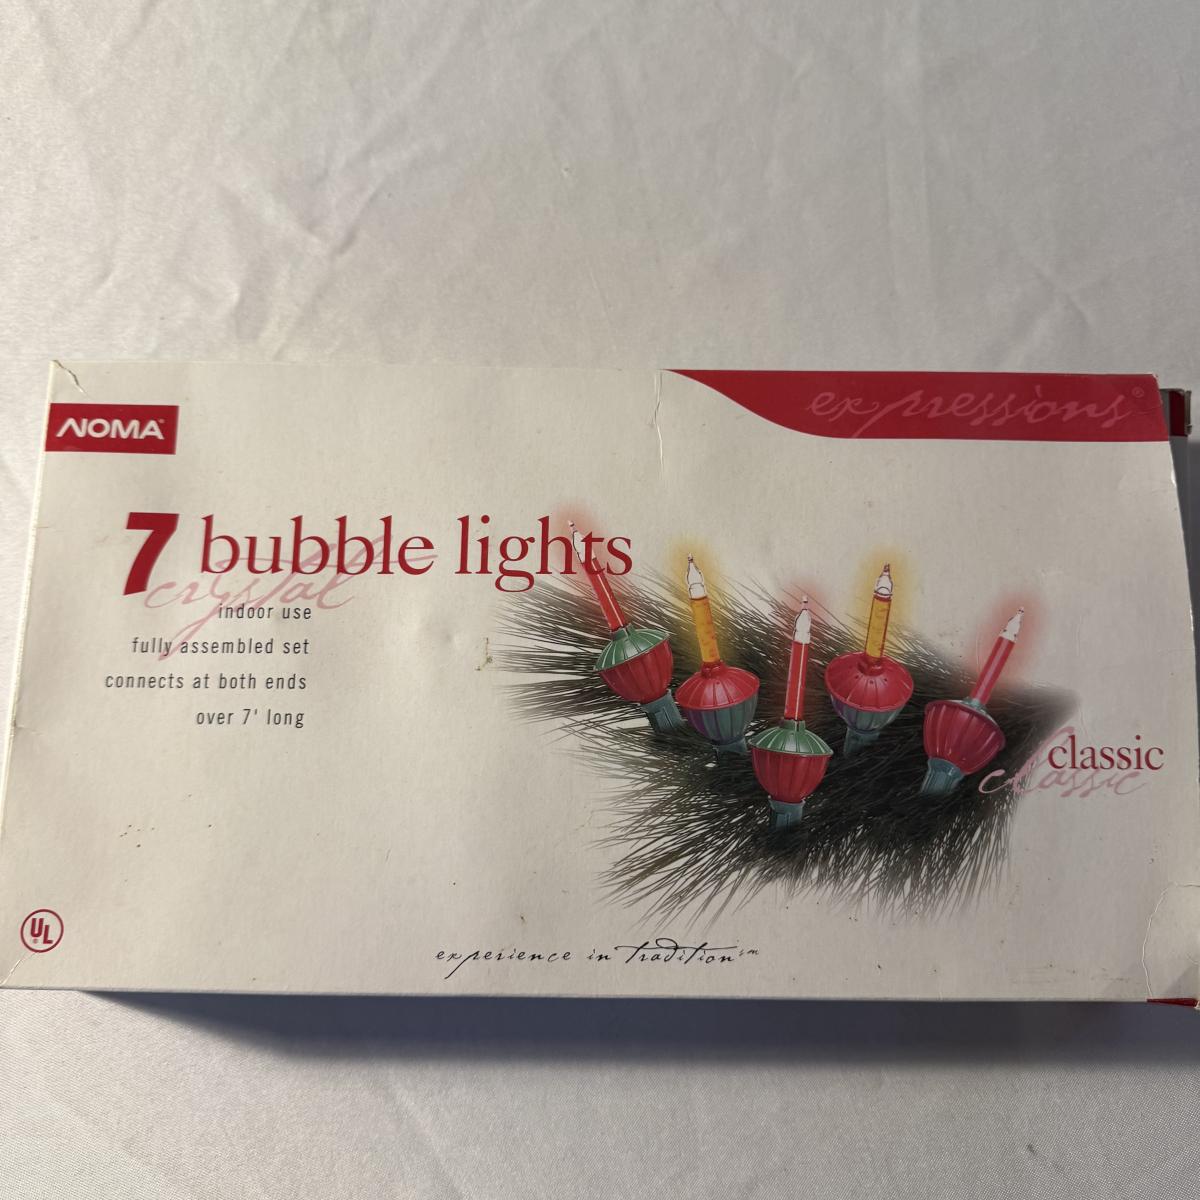 NOMA®
expressions®
7 bubble lights
crystal
indoor use
fully assembled set
connects at both ends
over 7' long
classic
classic
UL®
experience in tradition℠